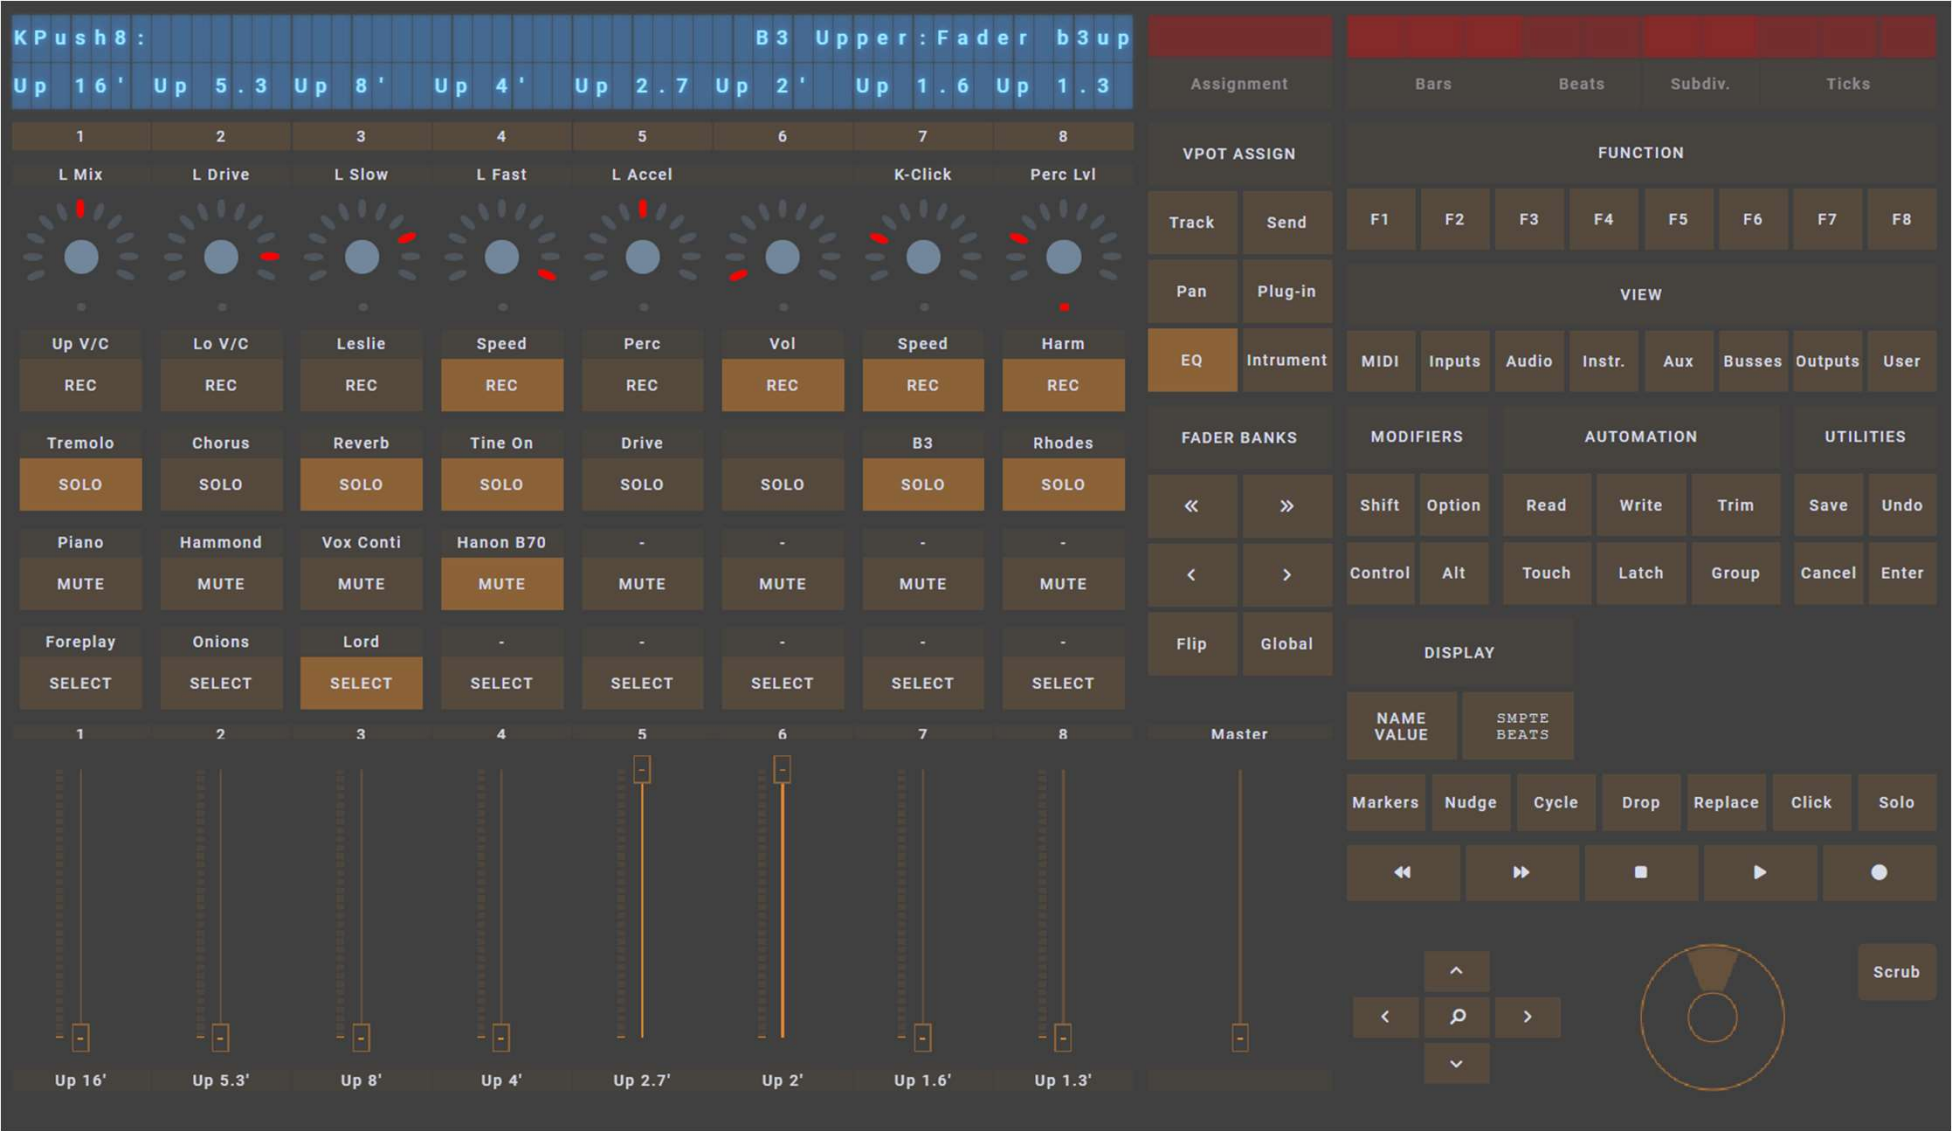 KPush8: B3 Upper:Fader b3up
Up 16' Up 5.3 Up 8' Up 4' Up 2.7 Up 2' Up 1.6 Up 1.3
1 2 3 4 5 6 7 8
L Mix L Drive L Slow L Fast L Accel K-Click Perc Lvl
Up V/C Lo V/C Leslie Speed Perc Vol Speed Harm
REC REC REC REC REC REC REC REC
Tremolo Chorus Reverb Tine On Drive B3 Rhodes
SOLO SOLO SOLO SOLO SOLO SOLO SOLO SOLO
Piano Hammond Vox Conti Hanon B70 - - - -
MUTE MUTE MUTE MUTE MUTE MUTE MUTE MUTE
Foreplay Onions Lord - - - - -
SELECT SELECT SELECT SELECT SELECT SELECT SELECT SELECT
1 2 3 4 5 6 7 8
Up 16' Up 5.3' Up 8' Up 4' Up 2.7' Up 2' Up 1.6' Up 1.3'
Assignment
VPOT ASSIGN
Track Send
Pan Plug-in
EQ Intrument
FADER BANKS
« »
< >
Flip Global
Master
Bars Beats Subdiv. Ticks
FUNCTION
F1 F2 F3 F4 F5 F6 F7 F8
VIEW
MIDI Inputs Audio Instr. Aux Busses Outputs User
MODIFIERS AUTOMATION UTILITIES
Shift Option Read Write Trim Save Undo
Control Alt Touch Latch Group Cancel Enter
DISPLAY
NAME
VALUE
SMPTE
BEATS
Markers Nudge Cycle Drop Replace Click Solo
Scrub